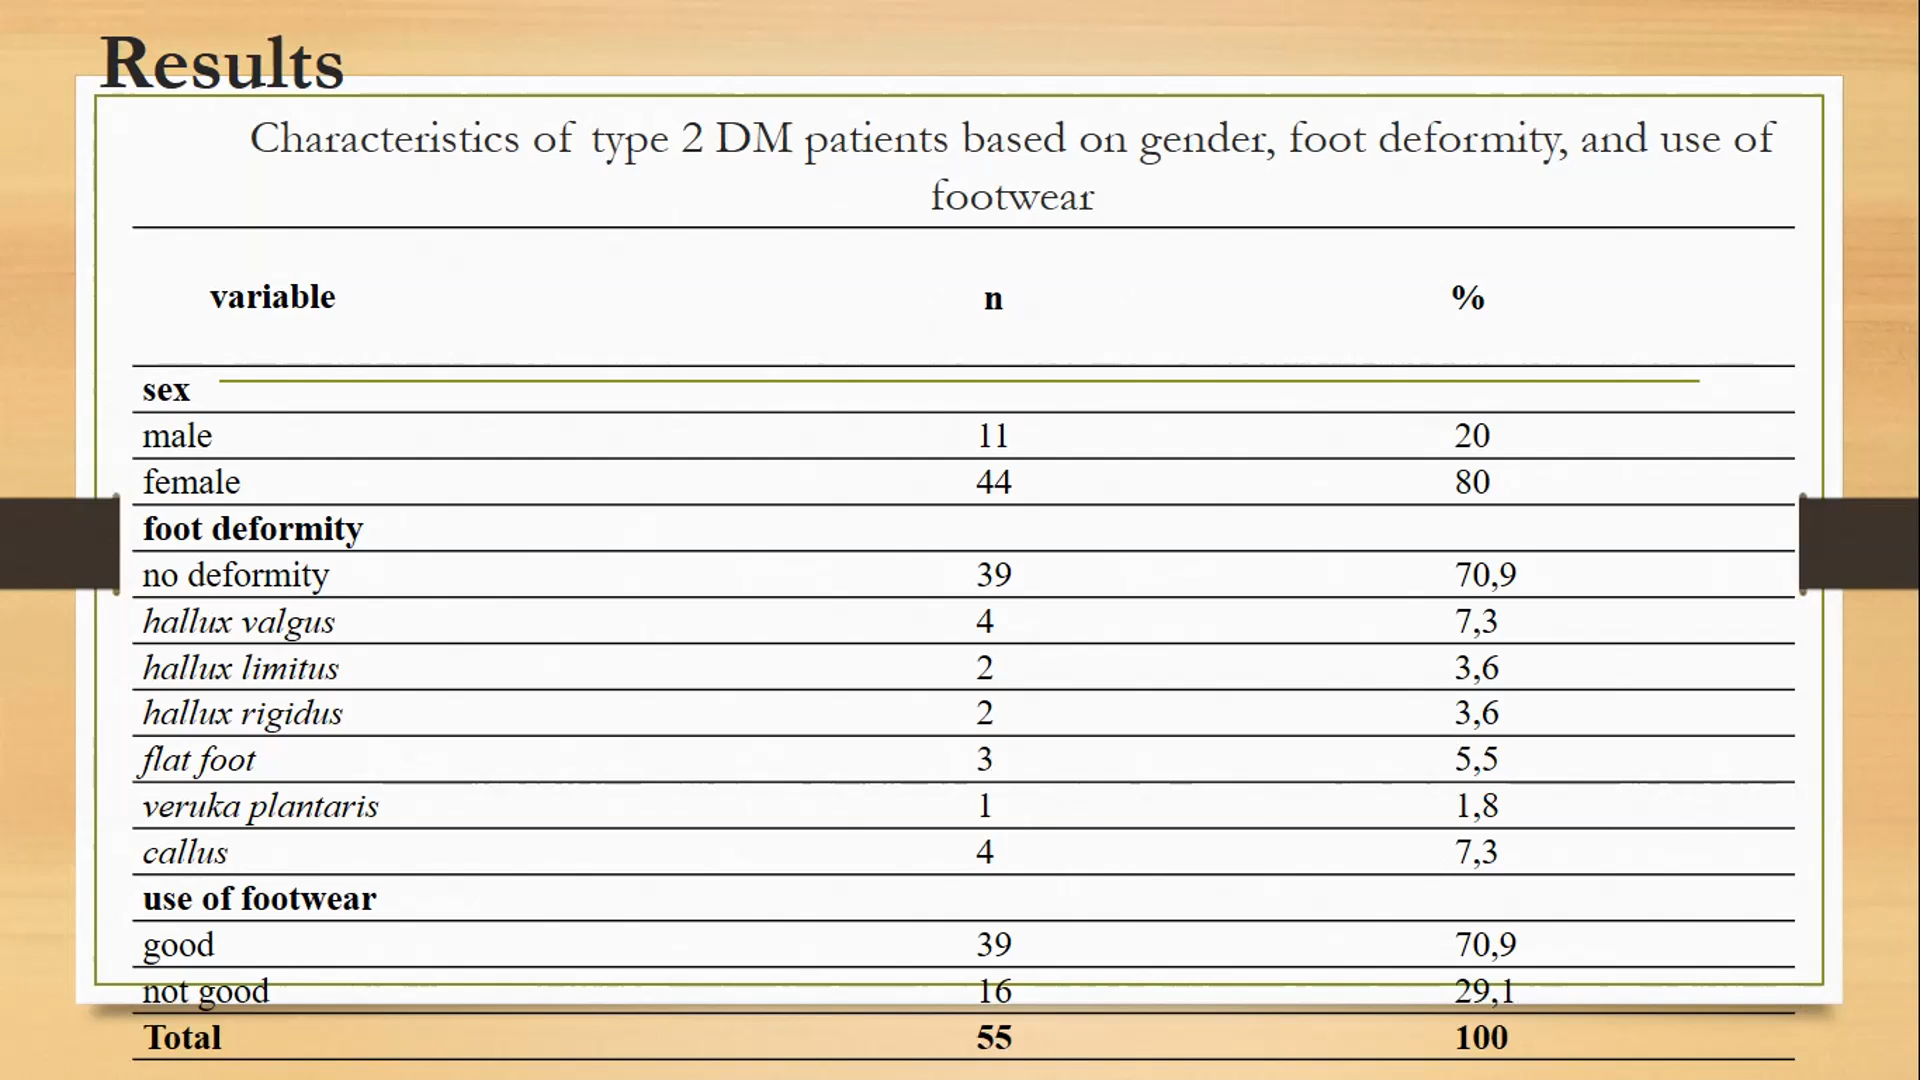 Results
Characteristics of type 2 DM patients based on gender, foot deformity, and use of
footwear
variable n %
sex
male 11 20
female 44 80
foot deformity
no deformity 39 70,9
hallux valgus 4 7,3
hallux limitus 2 3,6
hallux rigidus 2 3,6
flat foot 3 5,5
veruka plantaris 1 1,8
callus 4 7,3
use of footwear
good 39 70,9
not good 16 29,1
Total 55 100